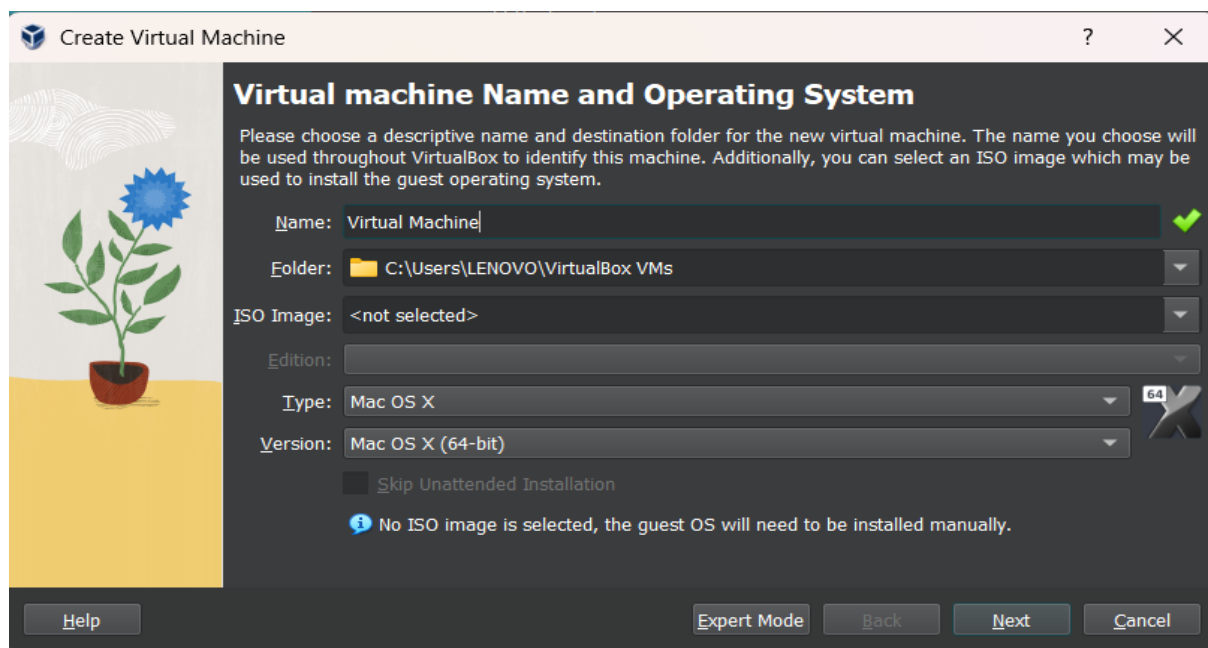 Create Virtual Machine
?
Virtual machine Name and Operating System
Please choose a descriptive name and destination folder for the new virtual machine. The name you choose will
be used throughout VirtualBox to identify this machine. Additionally, you can select an ISO image which may be
used to install the guest operating system.
Name: Virtual Machine
Folder: C:\Users\LENOVO\VirtualBox VMs
ISO Image: <not selected>
Edition:
Type: Mac OS X
64
Version: Mac OS X (64-bit)
Skip Unattended Installation
No ISO image is selected, the guest OS will need to be installed manually.
Help Expert Mode Back Next Cancel